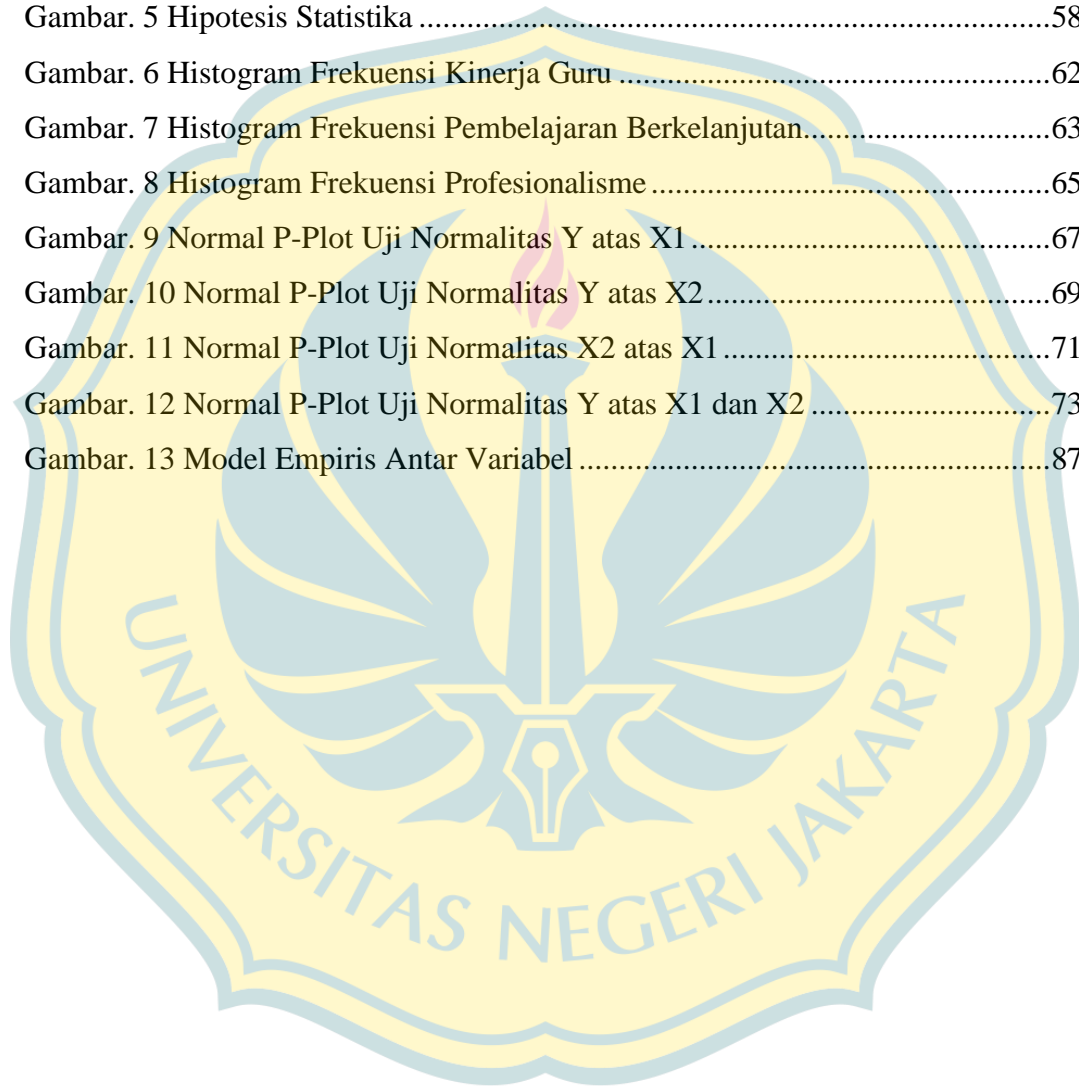 Gambar. 5 Hipotesis Statistika ............................................................................58
Gambar. 6 Histogram Frekuensi Kinerja Guru ..................................................62
Gambar. 7 Histogram Frekuensi Pembelajaran Berkelanjutan............................63
Gambar. 8 Histogram Frekuensi Profesionalisme ..............................................65
Gambar. 9 Normal P-Plot Uji Normalitas Y atas X1 ..........................................67
Gambar. 10 Normal P-Plot Uji Normalitas Y atas X2 ........................................69
Gambar. 11 Normal P-Plot Uji Normalitas X2 atas X1 ......................................71
Gambar. 12 Normal P-Plot Uji Normalitas Y atas X1 dan X2 ...........................73
Gambar. 13 Model Empiris Antar Variabel .......................................................87
UNIVERSITAS NEGERI JAKARTA